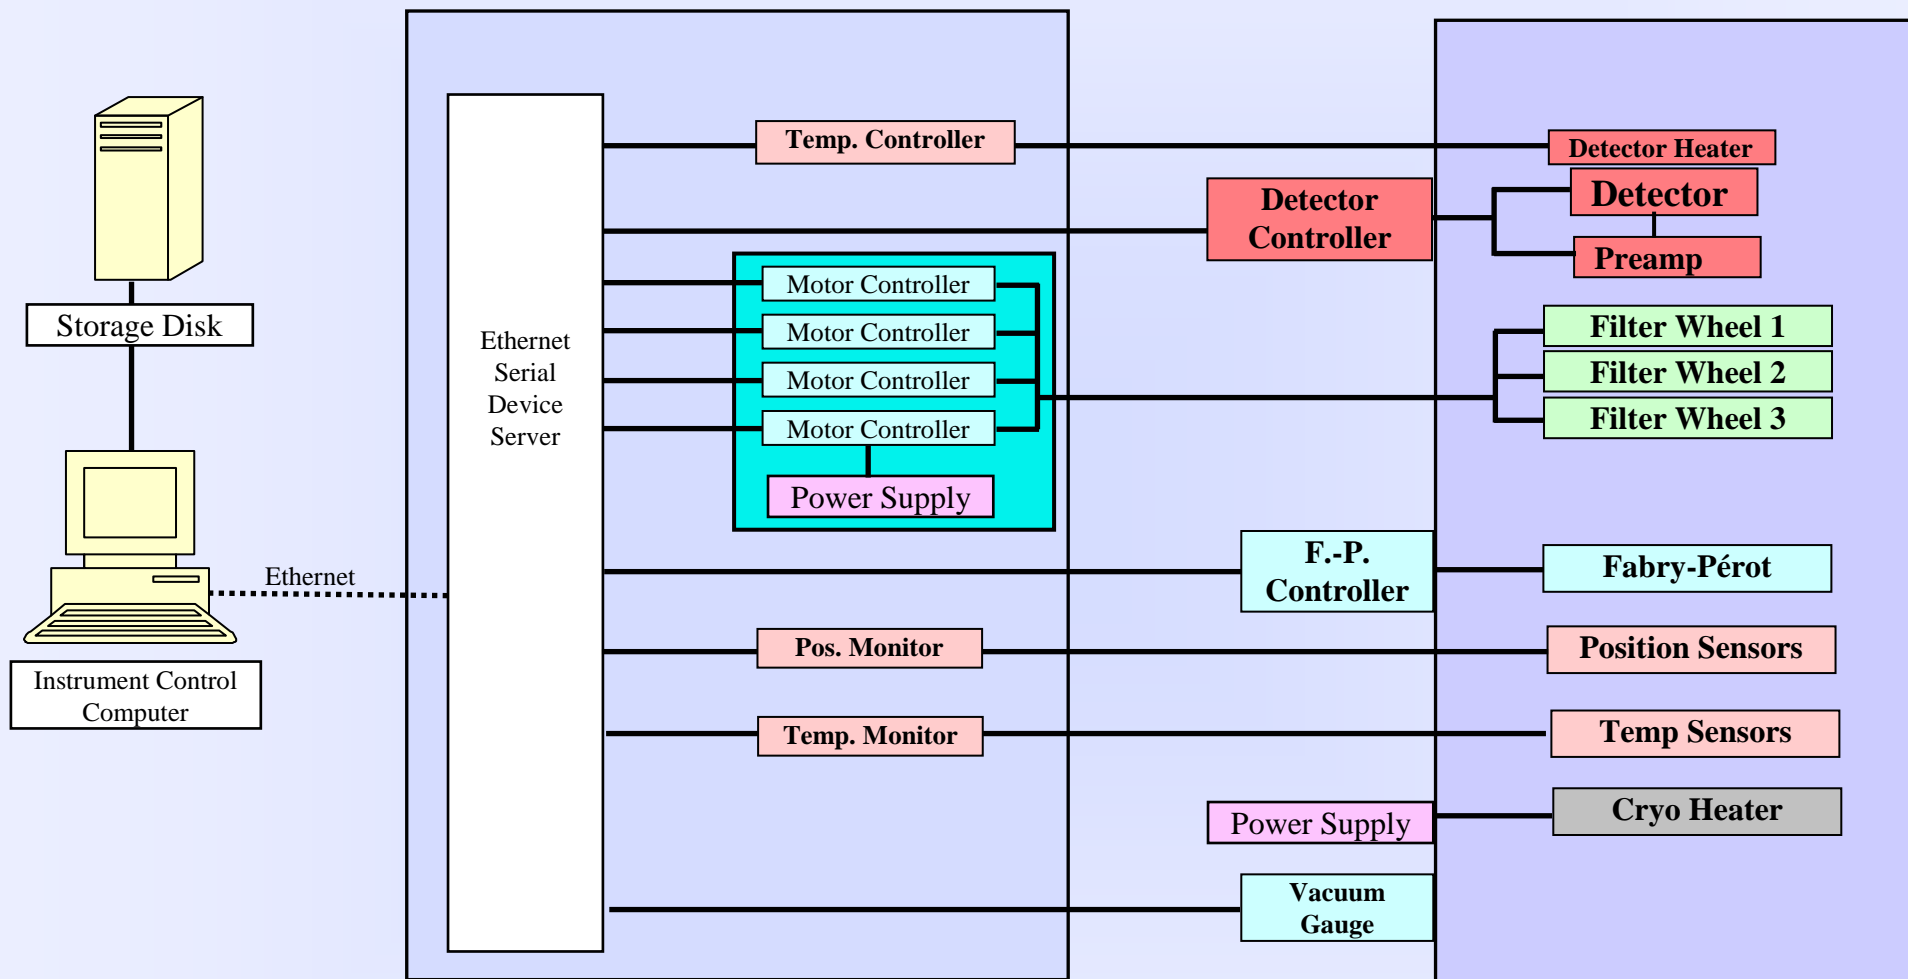 Storage Disk
Instrument Control
Computer
Ethernet
Ethernet
Serial
Device
Server
Temp. Controller
Detector
Controller
Motor Controller
Motor Controller
Motor Controller
Motor Controller
Power Supply
F.-P.
Controller
Pos. Monitor
Temp. Monitor
Power Supply
Vacuum
Gauge
Detector Heater
Detector
Preamp
Filter Wheel 1
Filter Wheel 2
Filter Wheel 3
Fabry-Pérot
Position Sensors
Temp Sensors
Cryo Heater